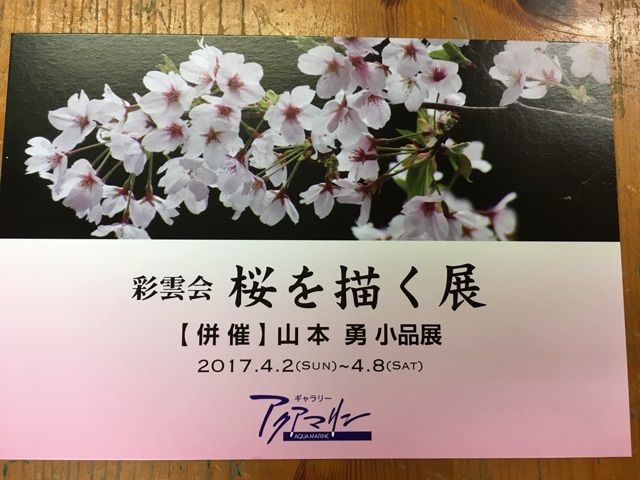 彩雲会 桜を描く展
【併催】山本 勇 小品展
2017.4.2(SUN)~4.8(SAT)
ギャラリー
アクアマリン
AQUA MARINE